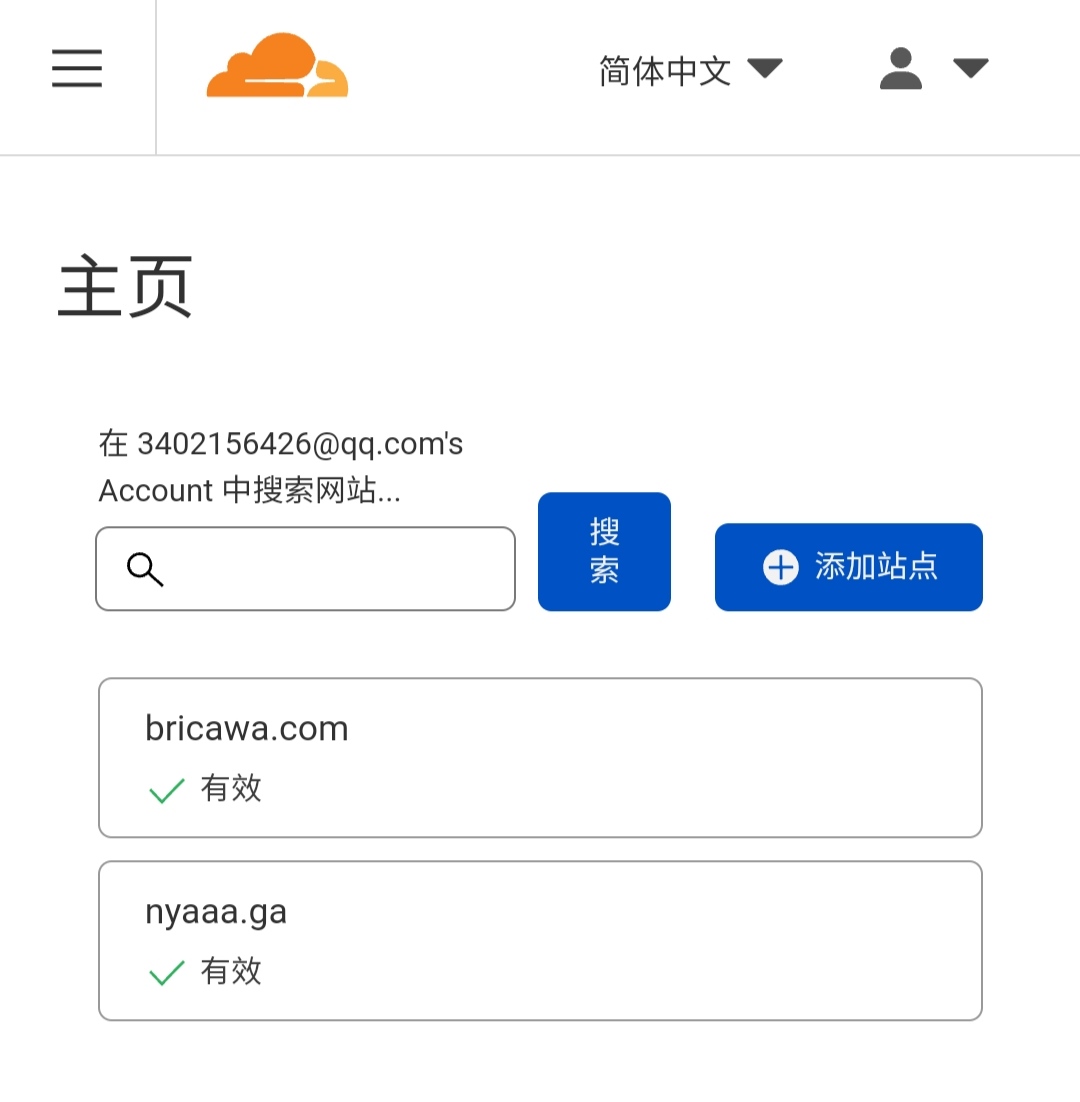 简体中文
主页
在 3402156426@qq.com's
Account 中搜索网站...
搜
索
添加站点
bricawa.com
有效
nyaaa.ga
有效